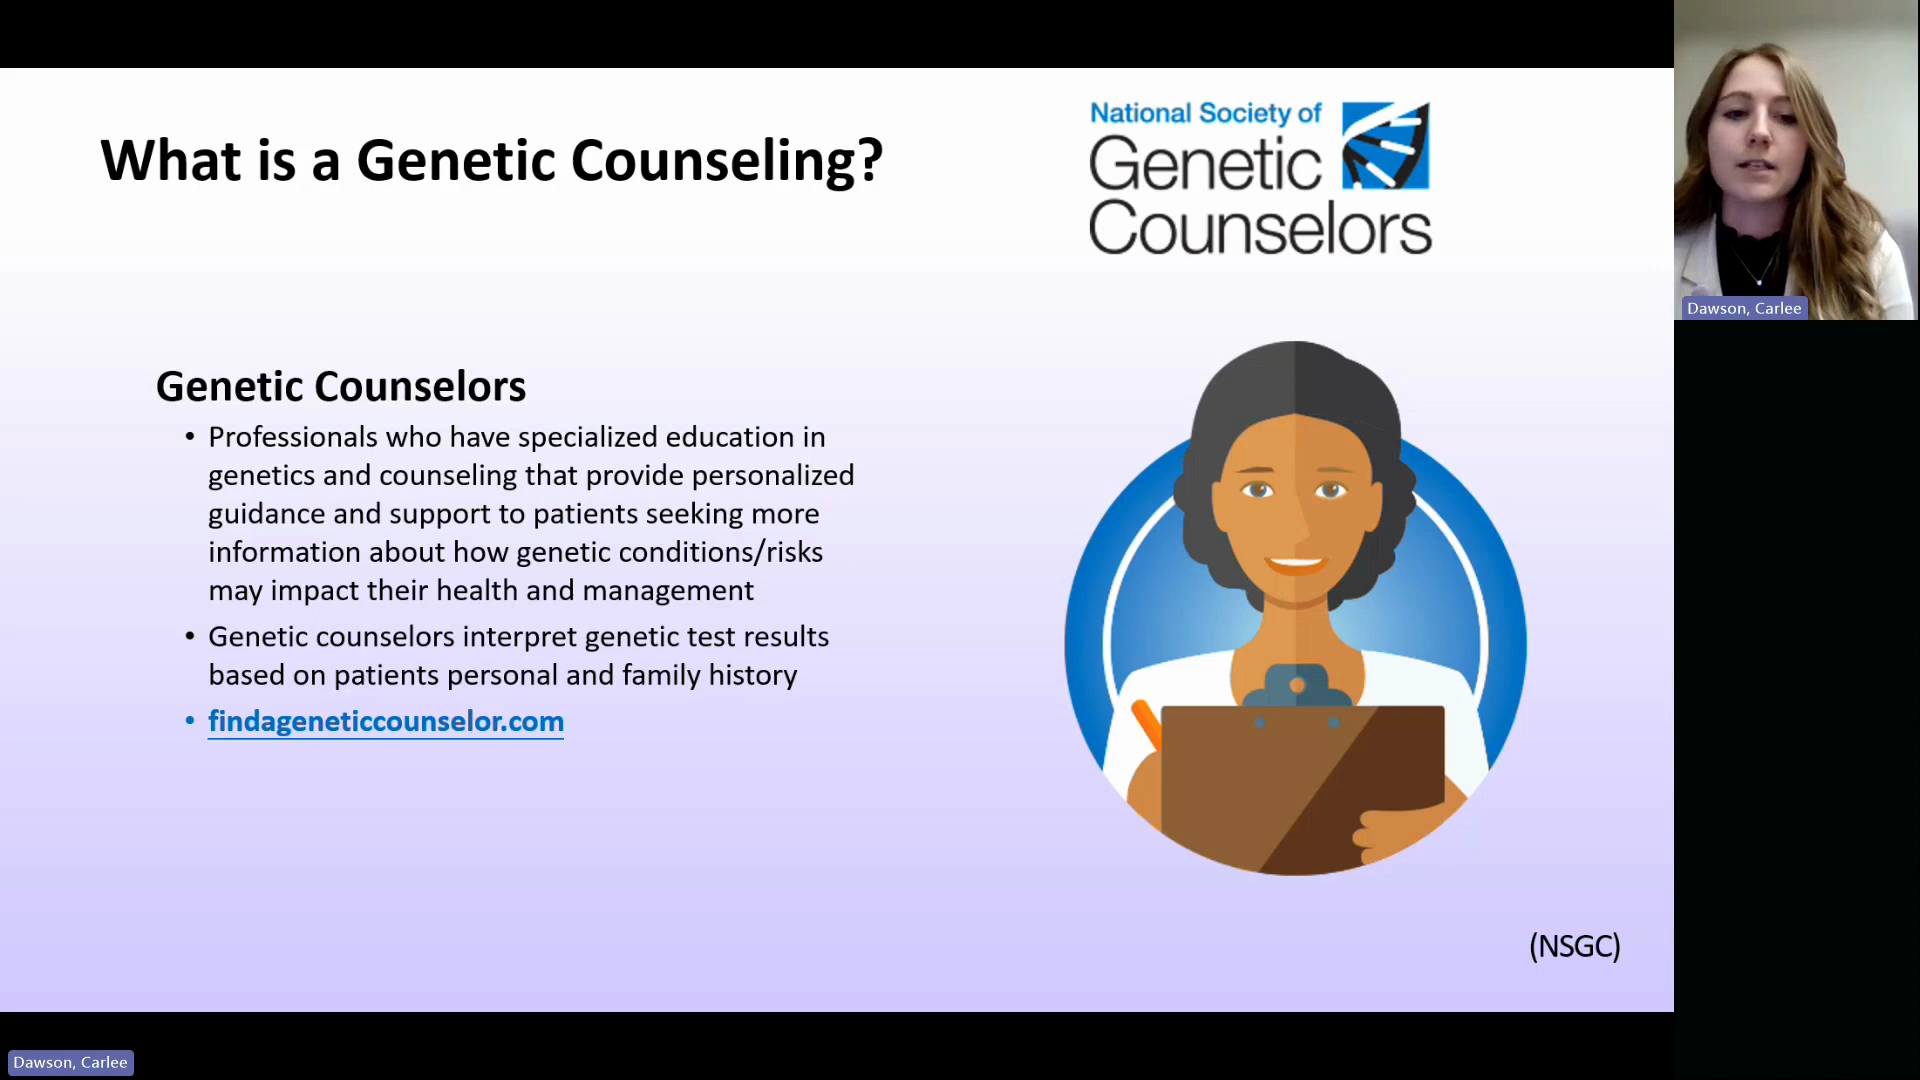 What is a Genetic Counseling?
National Society of
Genetic
Counselors
Dawson, Carlee
Genetic Counselors
• Professionals who have specialized education in
genetics and counseling that provide personalized
guidance and support to patients seeking more
information about how genetic conditions/risks
may impact their health and management
• Genetic counselors interpret genetic test results
based on patients personal and family history
• findageneticcounselor.com
(NSGC)
Dawson, Carlee